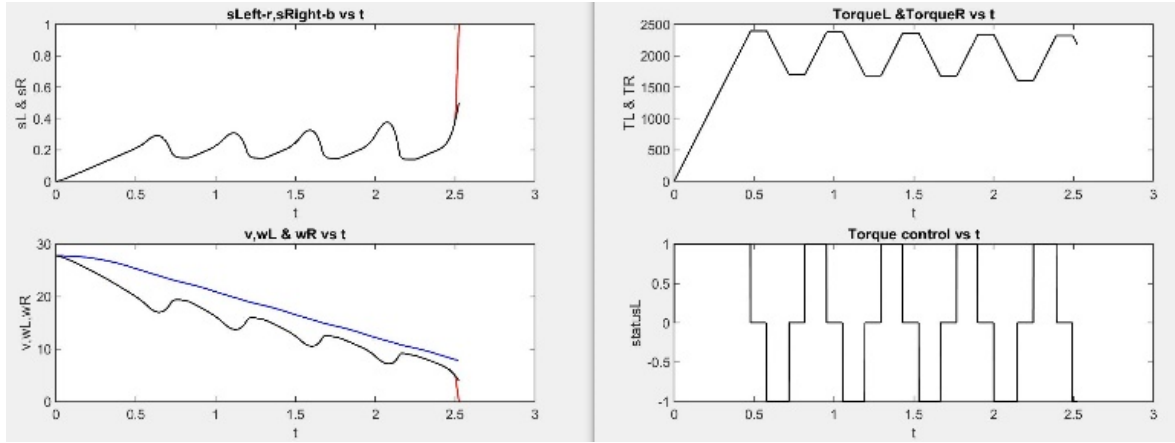 sLeft-r,sRight-b vs t
1
0.8
0.6
0.4
0.2
0
sL & sR
0 0.5 1 1.5 2 2.5 3
t
TorqueL &TorqueR vs t
2500
2000
1500
1000
500
0
TL & TR
0 0.5 1 1.5 2 2.5 3
t
v,wL & wR vs t
30
20
10
0
v,wL,wR
0 0.5 1 1.5 2 2.5 3
t
Torque control vs t
1
0.5
0
-0.5
-1
statusL
0 0.5 1 1.5 2 2.5 3
t